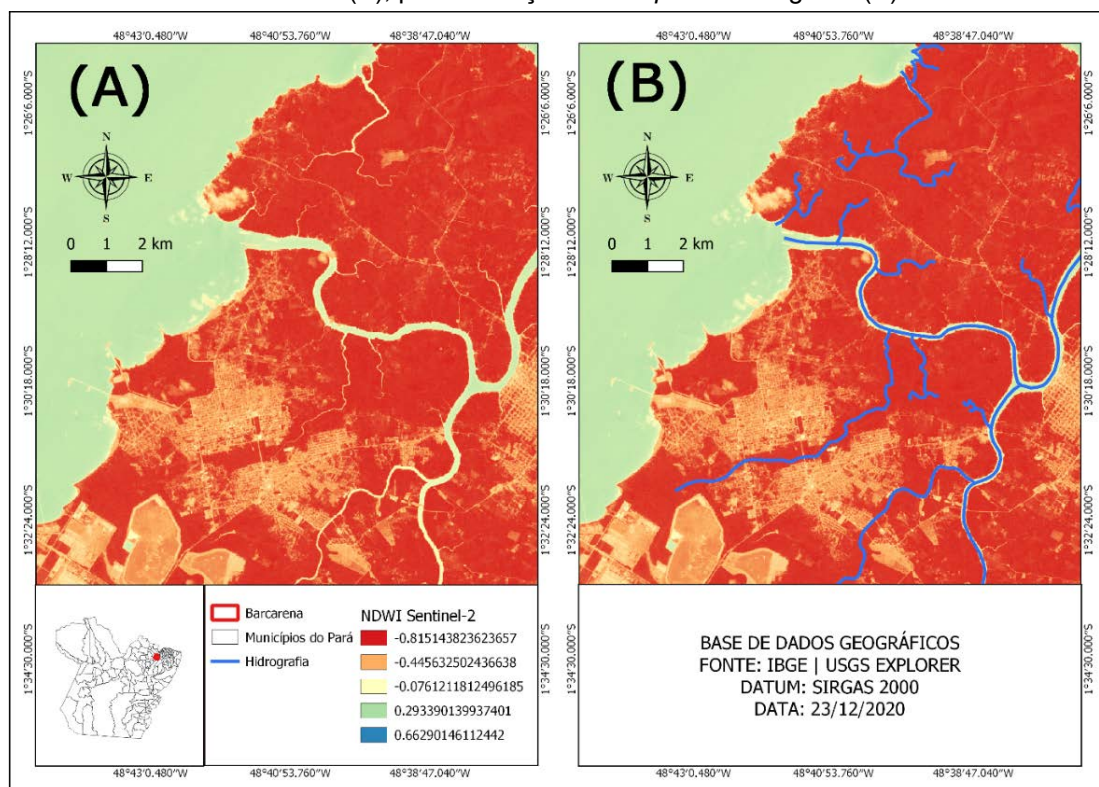 48°43'0.480"W 48°40'53.760"W 48°38'47.040"W
48°43'0.480"W 48°40'53.760"W 48°38'47.040"W
(A)
(B)
1°26'6.000"S
1°26'6.000"S
1°26'6.000"S
1°26'6.000"S
N
W E
S
N
W E
S
0 1 2 km
0 1 2 km
1°28'12.000"S
1°28'12.000"S
1°28'12.000"S
1°28'12.000"S
1°30'18.000"S
1°30'18.000"S
1°30'18.000"S
1°30'18.000"S
1°32'24.000"S
1°32'24.000"S
1°32'24.000"S
1°32'24.000"S
1°34'30.000"S
1°34'30.000"S
1°34'30.000"S
1°34'30.000"S
Barcarena
Municípios do Pará
Hidrografia
NDWI Sentinel-2
-0.815143823623657
-0.445632502436638
-0.0761211812496185
0.293390139937401
0.66290146112442
BASE DE DADOS GEOGRÁFICOS
FONTE: IBGE | USGS EXPLORER
DATUM: SIRGAS 2000
DATA: 23/12/2020
48°43'0.480"W 48°40'53.760"W 48°38'47.040"W
48°43'0.480"W 48°40'53.760"W 48°38'47.040"W